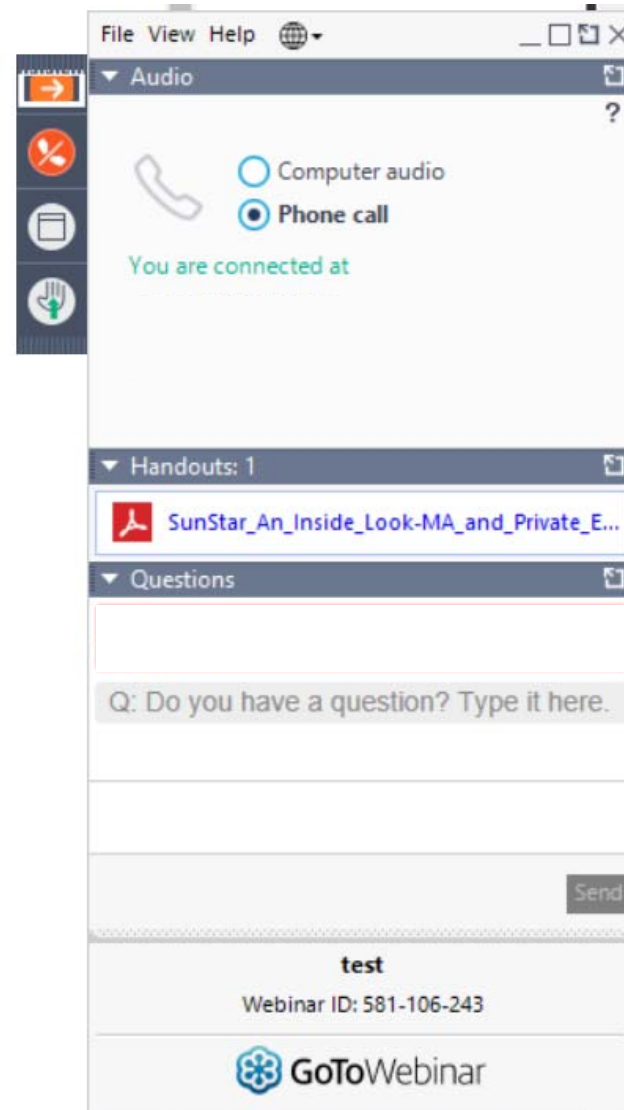 File View Help
Audio
?
Computer audio
Phone call
You are connected at
Handouts: 1
SunStar_An_Inside_Look-MA_and_Private_E...
Questions
Q: Do you have a question? Type it here.
Send
test
Webinar ID: 581-106-243
GoToWebinar